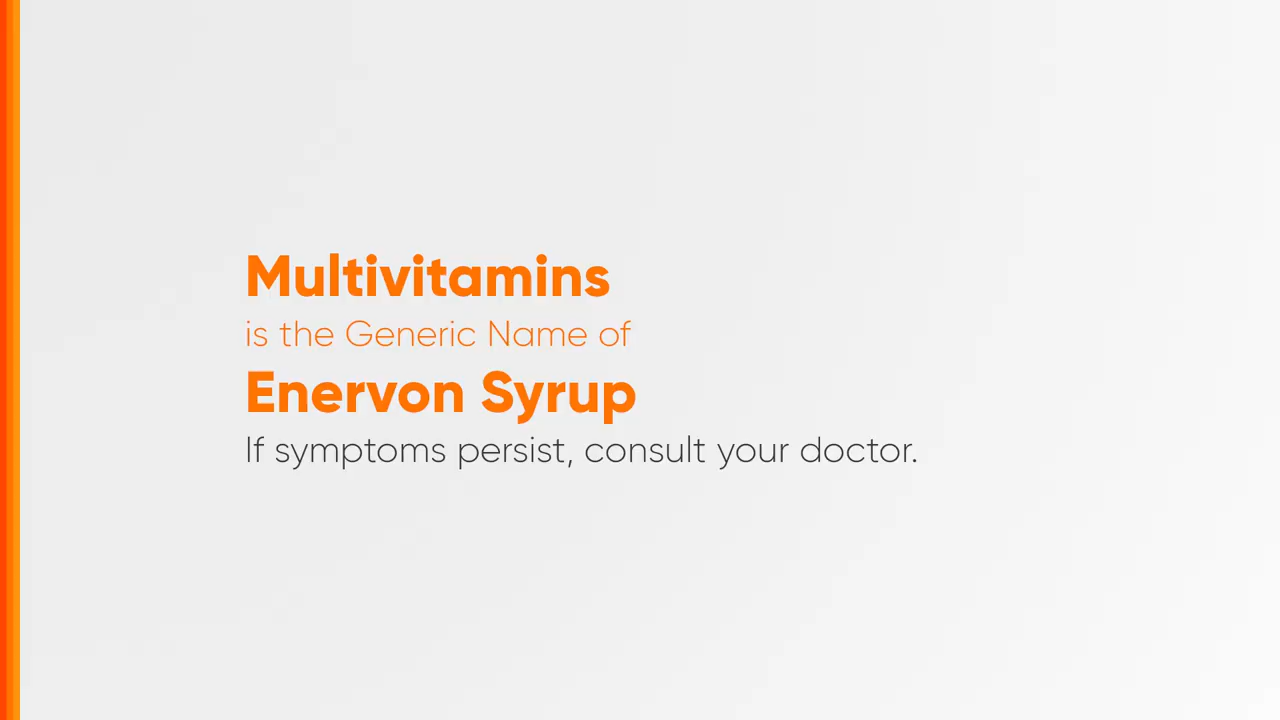 Multivitamins
is the Generic Name of
Enervon Syrup
If symptoms persist, consult your doctor.